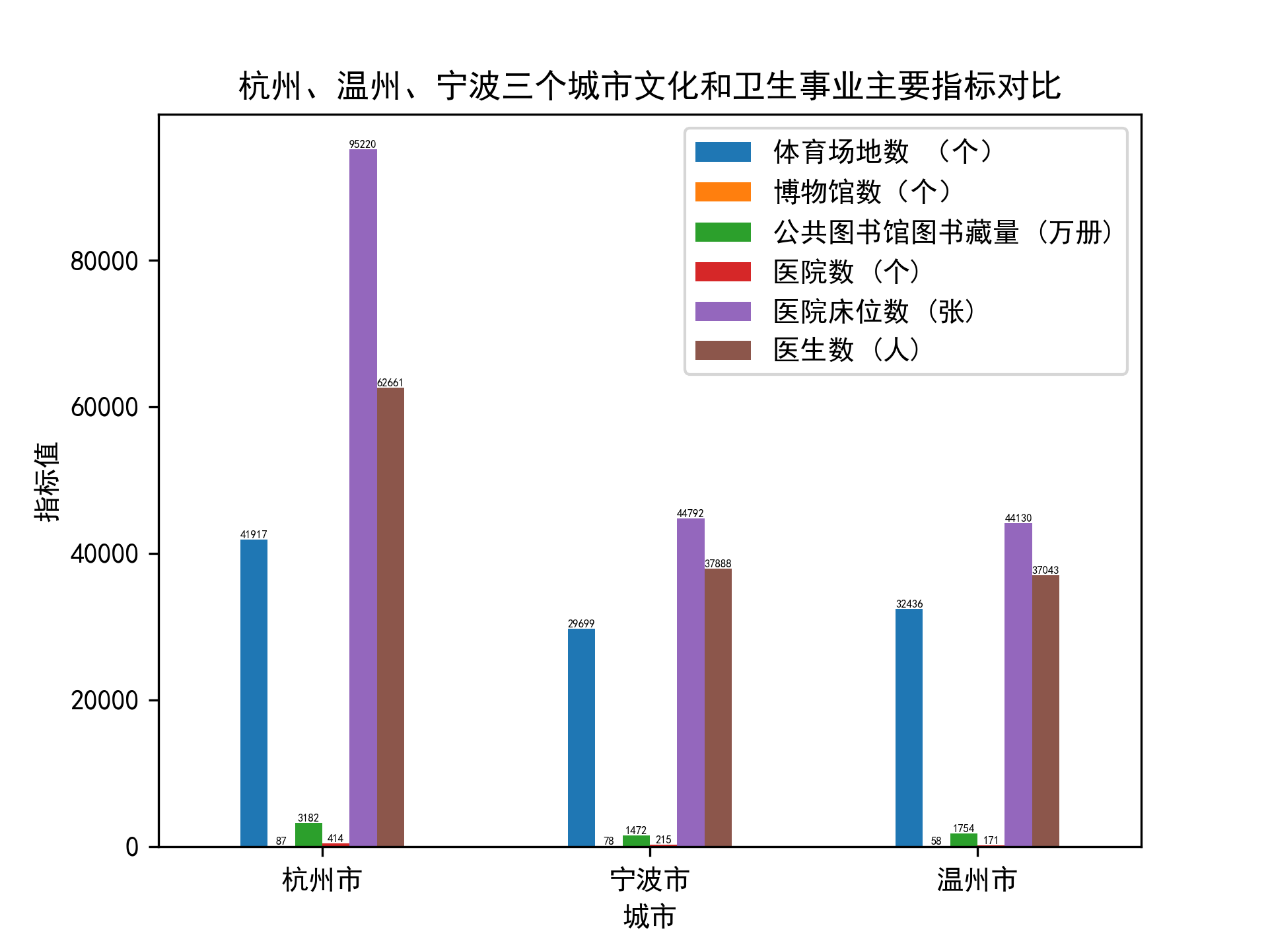 杭州、温州、宁波三个城市文化和卫生事业主要指标对比
体育场地数 （个）
博物馆数（个）
公共图书馆图书藏量（万册）
医院数（个）
医院床位数（张）
医生数（人）
指标值
80000
60000
40000
20000
0
41917
87
3182
414
95220
62661
29699
78
1472
215
44792
37888
32436
58
1754
171
44130
37043
杭州市
宁波市
温州市
城市